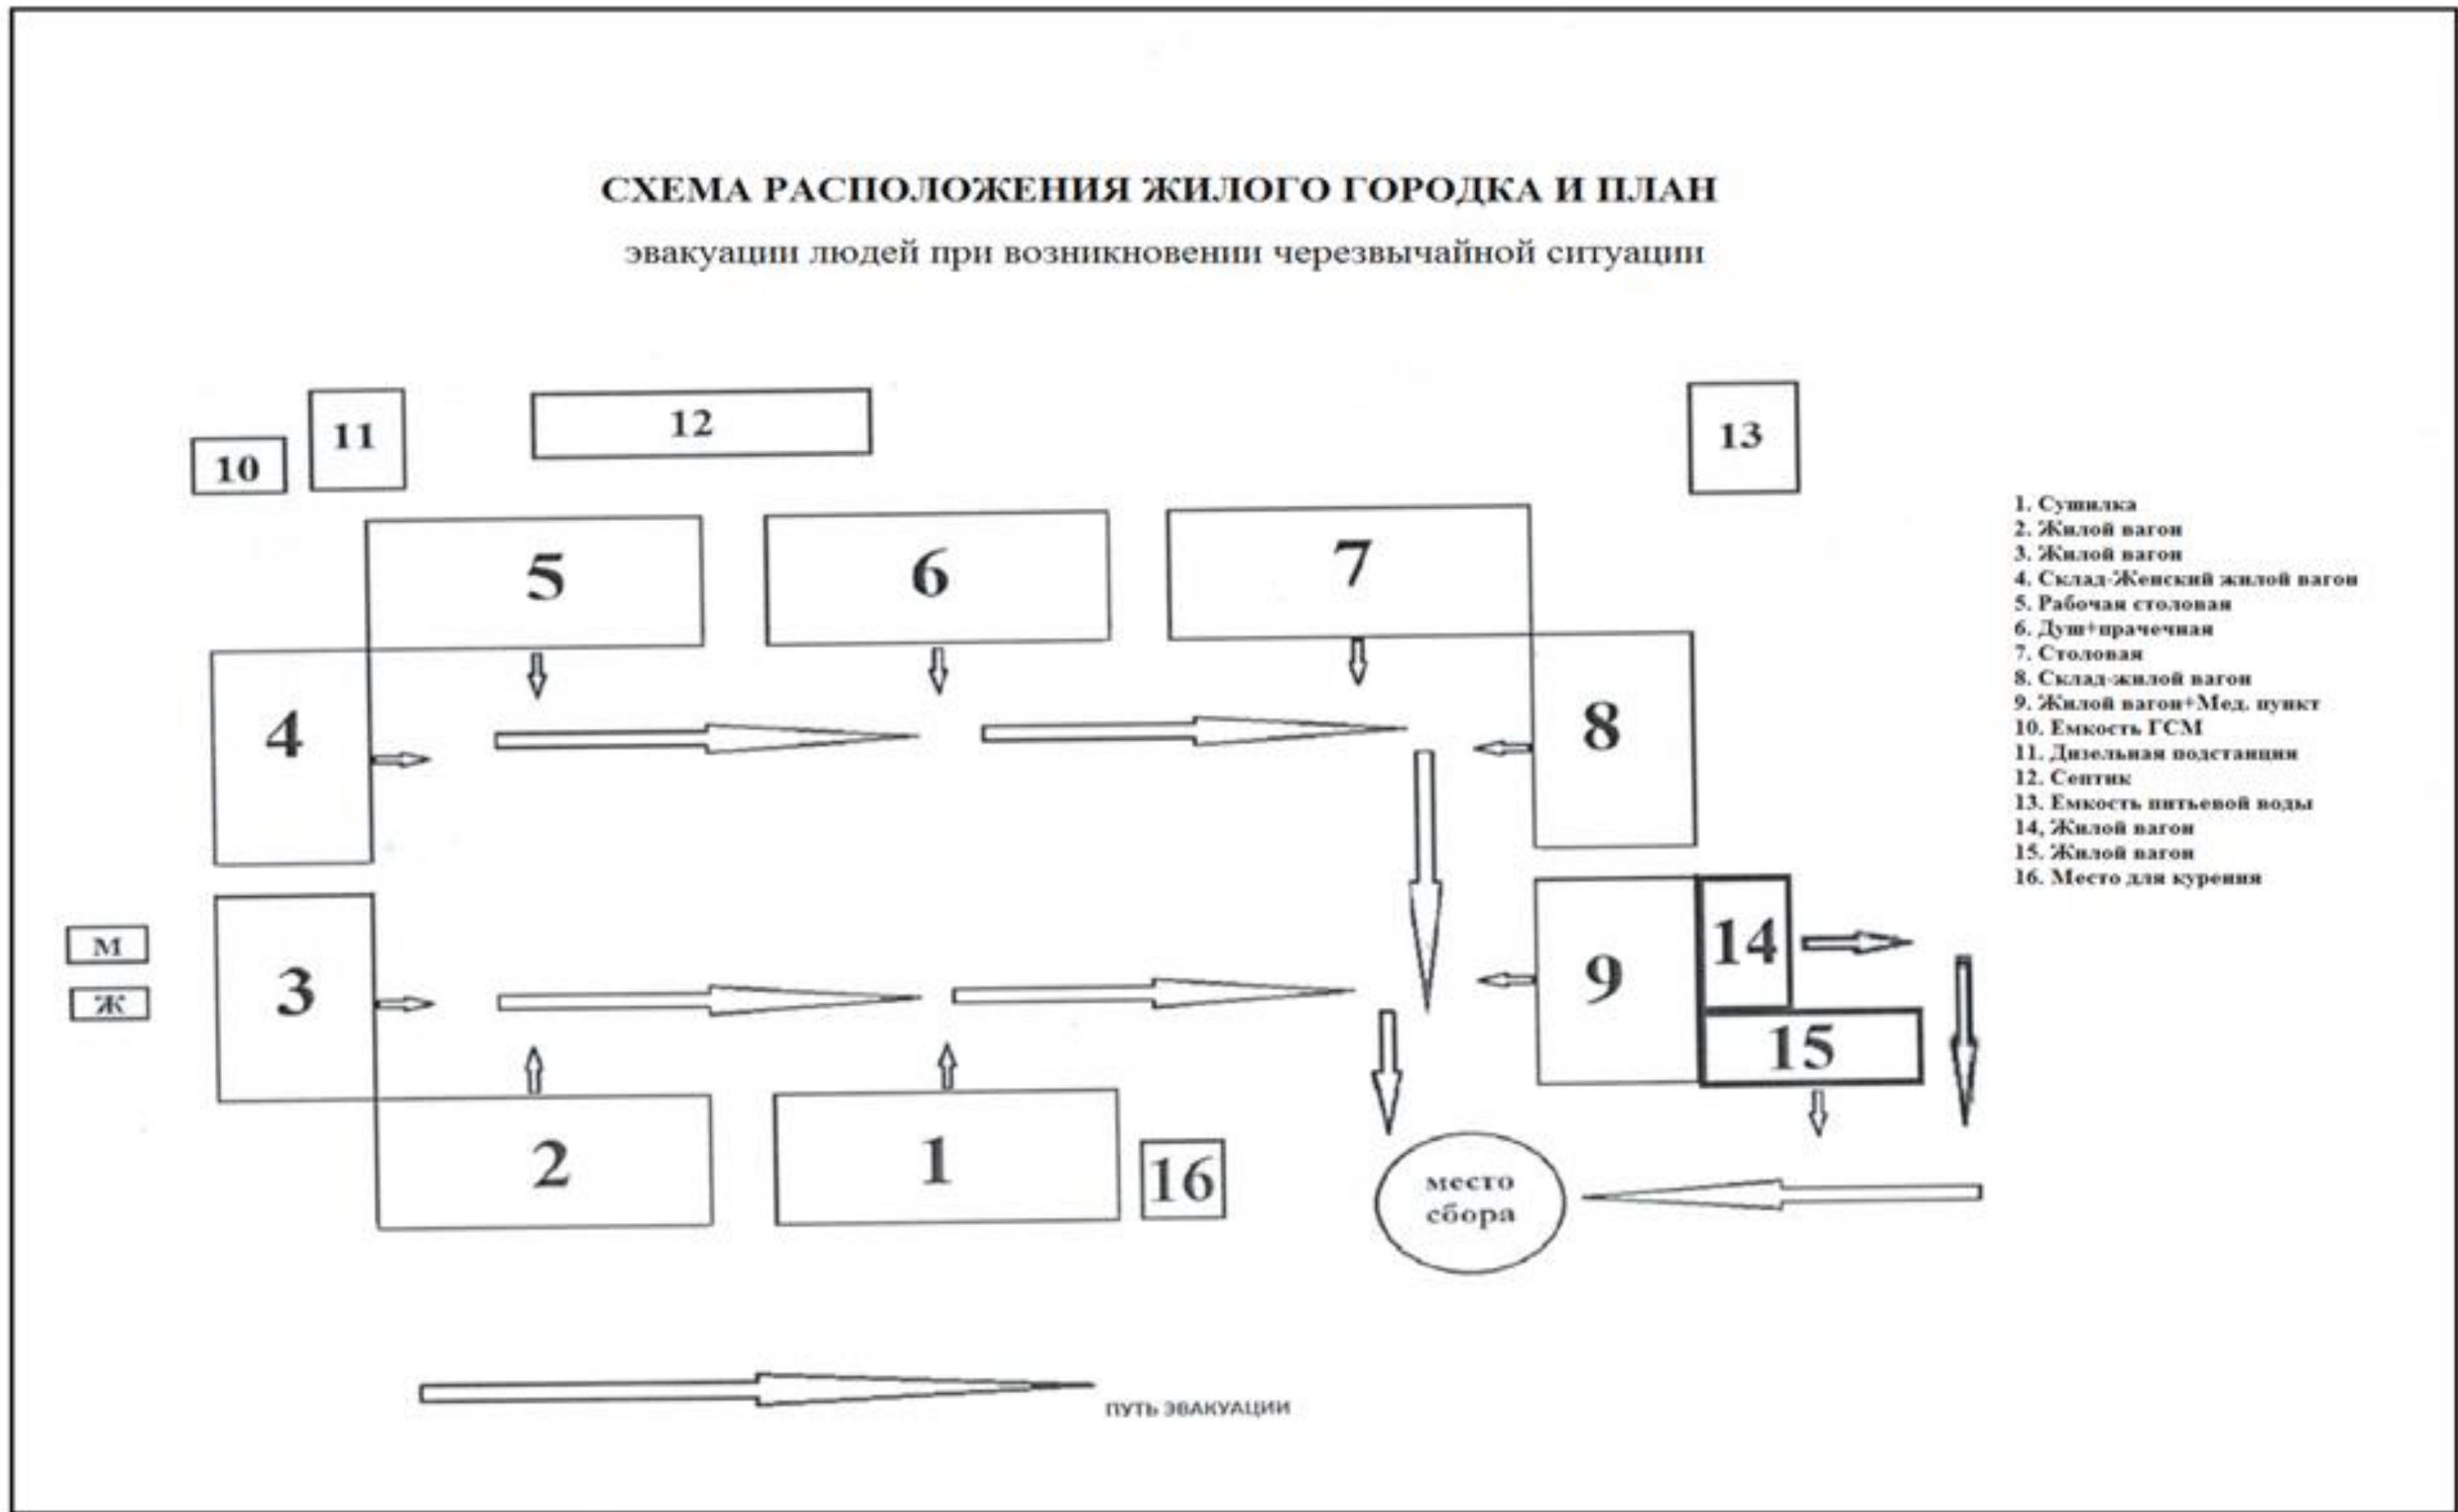 СХЕМА РАСПОЛОЖЕНИЯ ЖИЛОГО ГОРОДКА И ПЛАН
эвакуации людей при возникновении черезвычайной ситуации
10
11
12
13
5
6
7
4
8
3
9
14
15
М
Ж
2
1
16
место
сбора
1. Сушилка
2. Жилой вагон
3. Жилой вагон
4. Склад-Женский жилой вагон
5. Рабочая столовая
6. Душ+прачечная
7. Столовая
8. Склад-жилой вагон
9. Жилой вагон+Мед. пункт
10. Емкость ГСМ
11. Дизельная подстанция
12. Септик
13. Емкость питьевой воды
14, Жилой вагон
15. Жилой вагон
16. Место для курения
ПУТЬ ЭВАКУАЦИИ